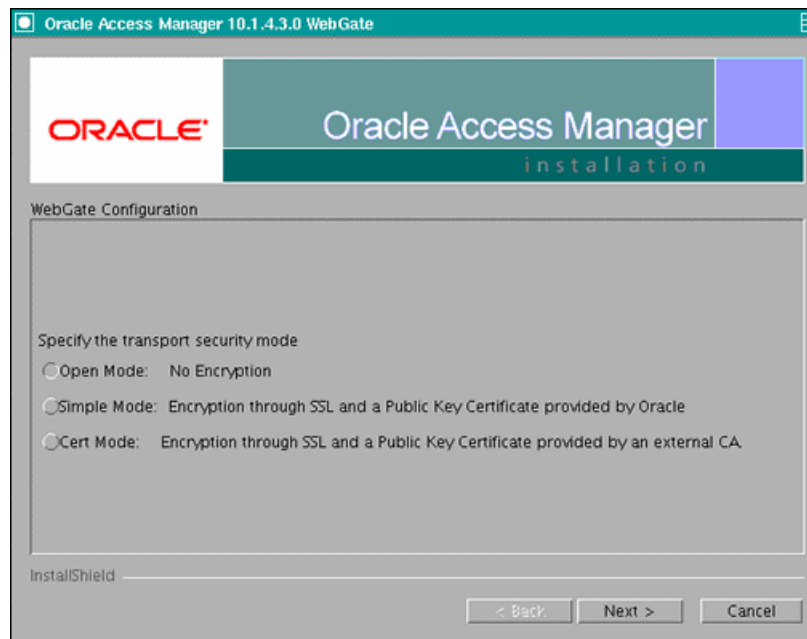 Oracle Access Manager 10.1.4.3.0 WebGate
ORACLE
Oracle Access Manager
installation
WebGate Configuration
Specify the transport security mode
Open Mode: No Encryption
Simple Mode: Encryption through SSL and a Public Key Certificate provided by Oracle
Cert Mode: Encryption through SSL and a Public Key Certificate provided by an external CA.
InstallShield
< Back Next > Cancel